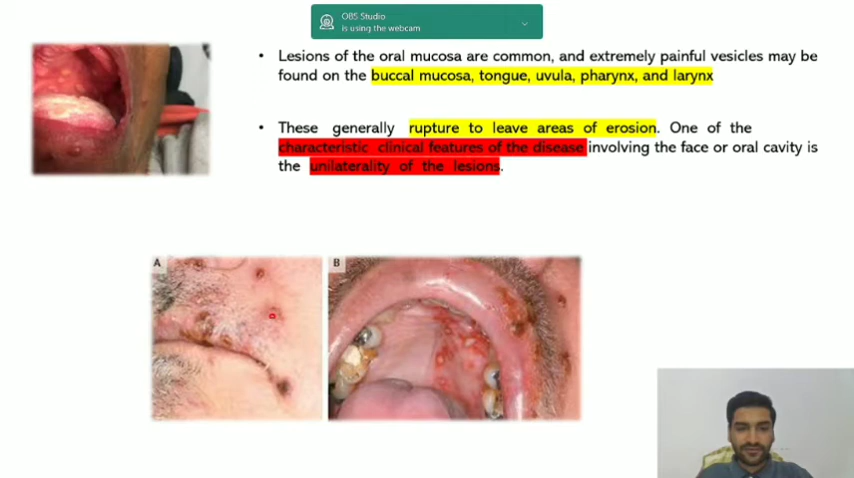 OBS Studio
is using the webcam
• Lesions of the oral mucosa are common, and extremely painful vesicles may be
found on the buccal mucosa, tongue, uvula, pharynx, and larynx
• These generally rupture to leave areas of erosion. One of the
characteristic clinical features of the disease involving the face or oral cavity is
the unilaterality of the lesions.
A
B